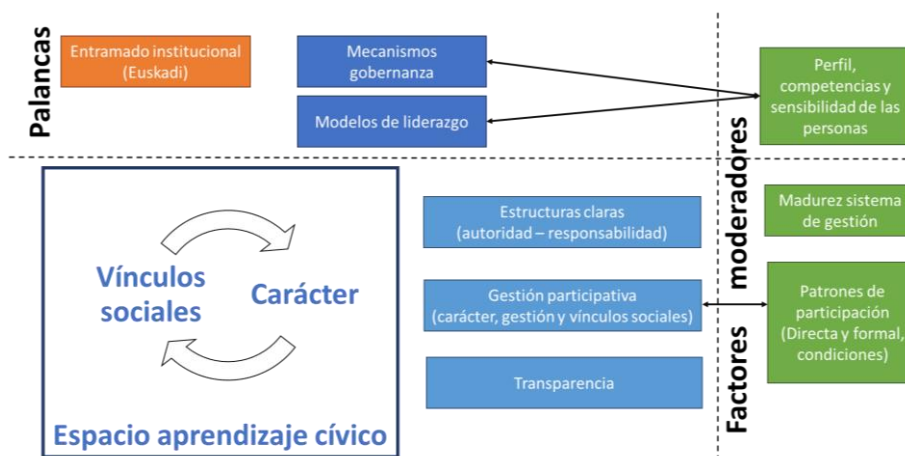 Palancas
Entramado institucional
(Euskadi)
Mecanismos
gobernanza
Modelos de liderazgo
Perfil,
competencias y
sensibilidad de las
personas
Vínculos
sociales
Carácter
Espacio aprendizaje cívico
Estructuras claras
(autoridad – responsabilidad)
Gestión participativa
(carácter, gestión y vínculos sociales)
Transparencia
Factores moderadores
Madurez sistema
de gestión
Patrones de
participación
(Directa y formal,
condiciones)